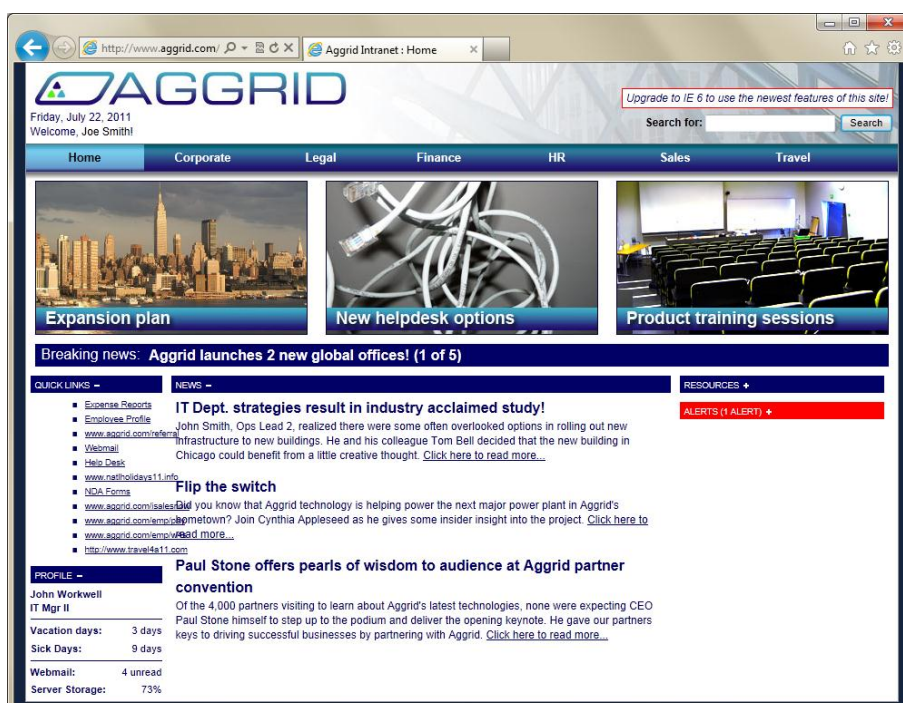 http://www.aggrid.com/
Aggrid Intranet : Home
AGGRID
Friday, July 22, 2011
Welcome, Joe Smith!
Upgrade to IE 6 to use the newest features of this site!
Search for:
Search
Home Corporate Legal Finance HR Sales Travel
Expansion plan
New helpdesk options
Product training sessions
Breaking news: Aggrid launches 2 new global offices! (1 of 5)
QUICK LINKS –
Expense Reports
Employee Profile
www.aggrid.com/referral
Webmail
Help Desk
www.natlholidays11.info
NDA Forms
www.aggrid.com/salesnow
www.aggrid.com/emp/
www.aggrid.com/emp/
http://www.travel4a11.com
PROFILE –
John Workwell
IT Mgr II
Vacation days: 3 days
Sick Days: 9 days
Webmail: 4 unread
Server Storage: 73%
NEWS –
IT Dept. strategies result in industry acclaimed study!
John Smith, Ops Lead 2, realized there were some often overlooked options in rolling out new
infrastructure to new buildings. He and his colleague Tom Bell decided that the new building in
Chicago could benefit from a little creative thought. Click here to read more...
Flip the switch
Did you know that Aggrid technology is helping power the next major power plant in Aggrid's
hometown? Join Cynthia Appleseed as he gives some insider insight into the project. Click here to
read more...
Paul Stone offers pearls of wisdom to audience at Aggrid partner
convention
Of the 4,000 partners visiting to learn about Aggrid's latest technologies, none were expecting CEO
Paul Stone himself to step up to the podium and deliver the opening keynote. He gave our partners
keys to driving successful businesses by partnering with Aggrid. Click here to read more...
RESOURCES +
ALERTS (1 ALERT) +